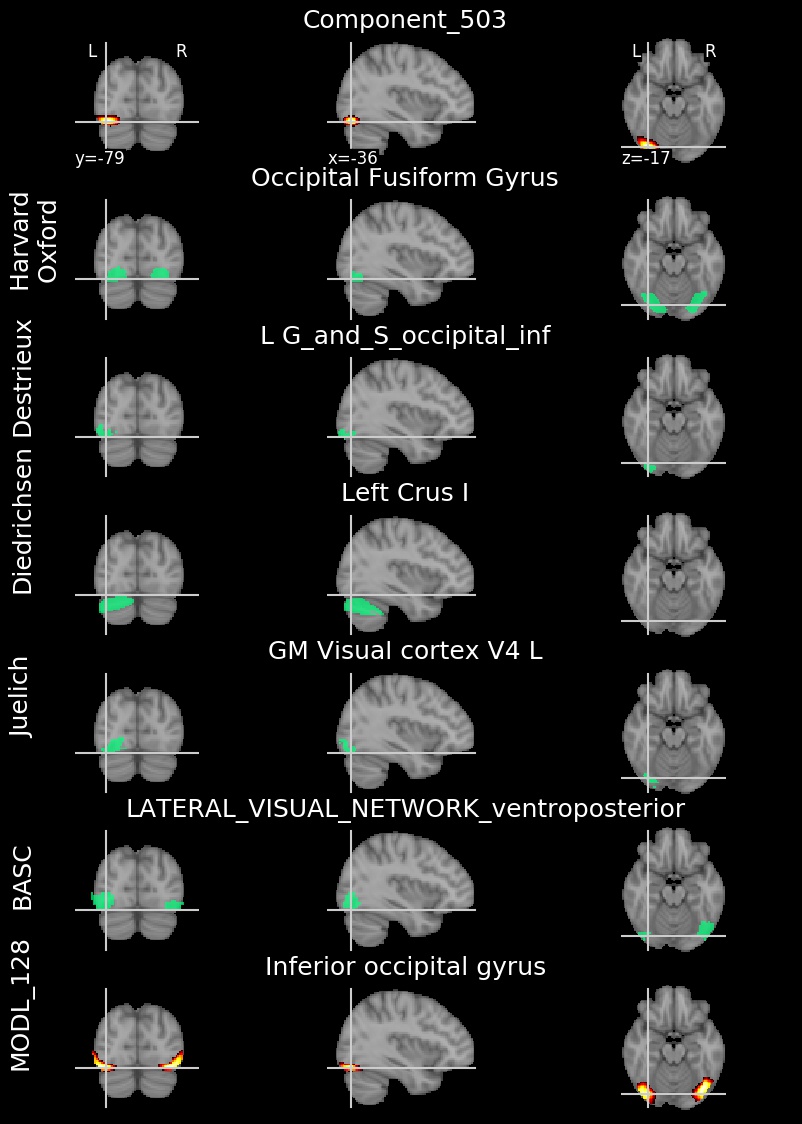 Component_503
L R L R
y=-79 x=-36 z=-17
Occipital Fusiform Gyrus
Harvard
Oxford
L G_and_S_occipital_inf
Destrieux
Left Crus I
Diedrichsen
GM Visual cortex V4 L
Juelich
LATERAL_VISUAL_NETWORK_ventroposterior
BASC
Inferior occipital gyrus
MODL_128